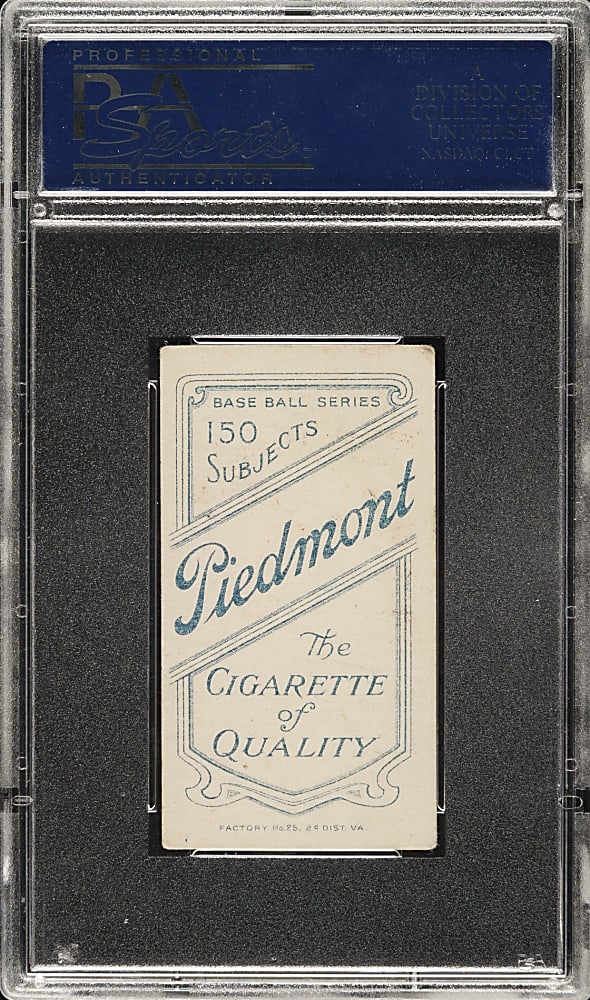 PROFESSIONAL
PSA
Sports
AUTHENTICATOR
A
DIVISION OF
COLLECTORS
UNIVERSE
NASDAQ: CLCT
BASE BALL SERIES
150
SUBJECTS
Piedmont
The
CIGARETTE
of
QUALITY
FACTORY No. 25, 2d DIST. VA.